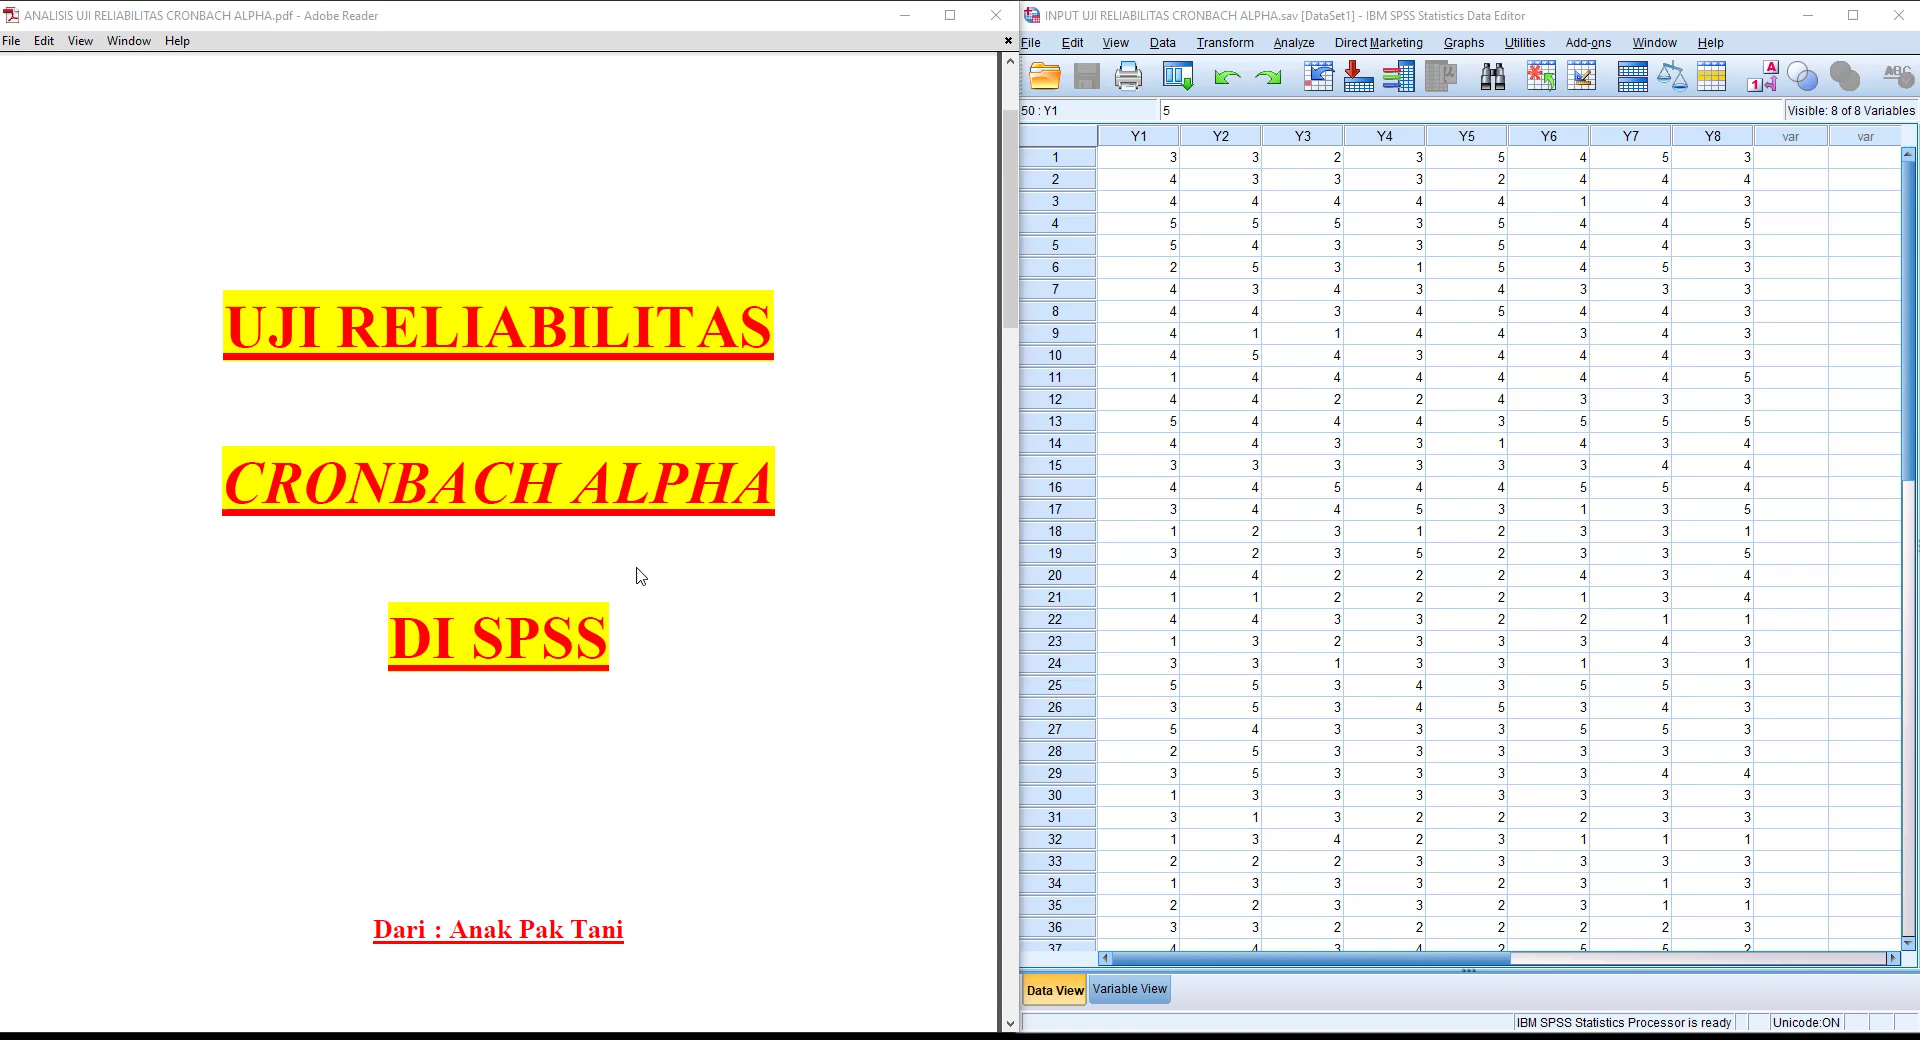 ANALISIS UJI RELIABILITAS CRONBACH ALPHA.pdf - Adobe Reader
File Edit View Window Help
UJI RELIABILITAS
CRONBACH ALPHA
DI SPSS
Dari : Anak Pak Tani
INPUT UJI RELIABILITAS CRONBACH ALPHA.sav [DataSet1] - IBM SPSS Statistics Data Editor
File Edit View Data Transform Analyze Direct Marketing Graphs Utilities Add-ons Window Help
50 : Y1 5 Visible: 8 of 8 Variables
Y1 Y2 Y3 Y4 Y5 Y6 Y7 Y8 var var
1 3 3 2 3 5 4 5 3
2 4 3 3 3 2 4 4 4
3 4 4 4 4 4 1 4 3
4 5 5 5 3 5 4 4 5
5 5 4 3 3 5 4 4 3
6 2 5 3 1 5 4 5 3
7 4 3 4 3 4 3 3 3
8 4 4 3 4 5 4 4 3
9 4 1 1 4 4 3 4 3
10 4 5 4 3 4 4 4 3
11 1 4 4 4 4 4 4 5
12 4 4 2 2 4 3 3 3
13 5 4 4 4 3 5 5 5
14 4 4 3 3 1 4 3 4
15 3 3 3 3 3 3 4 4
16 4 4 5 4 4 5 5 4
17 3 4 4 5 3 1 3 5
18 1 2 3 1 2 3 3 1
19 3 2 3 5 2 3 3 5
20 4 4 2 2 2 4 3 4
21 1 1 2 2 2 1 3 4
22 4 4 3 3 2 2 1 1
23 1 3 2 3 3 3 4 3
24 3 3 1 3 3 1 3 1
25 5 5 3 4 3 5 5 3
26 3 5 3 4 5 3 4 3
27 5 4 3 3 3 5 5 3
28 2 5 3 3 3 3 3 3
29 3 5 3 3 3 3 4 4
30 1 3 3 3 3 3 3 3
31 3 1 3 2 2 2 3 3
32 1 3 4 2 3 1 1 1
33 2 2 2 3 3 3 3 3
34 1 3 3 3 2 3 1 3
35 2 2 3 3 2 3 1 1
36 3 3 2 2 2 2 2 3
37 4 4 3 4 2 5 5 2
Data View Variable View
IBM SPSS Statistics Processor is ready Unicode:ON